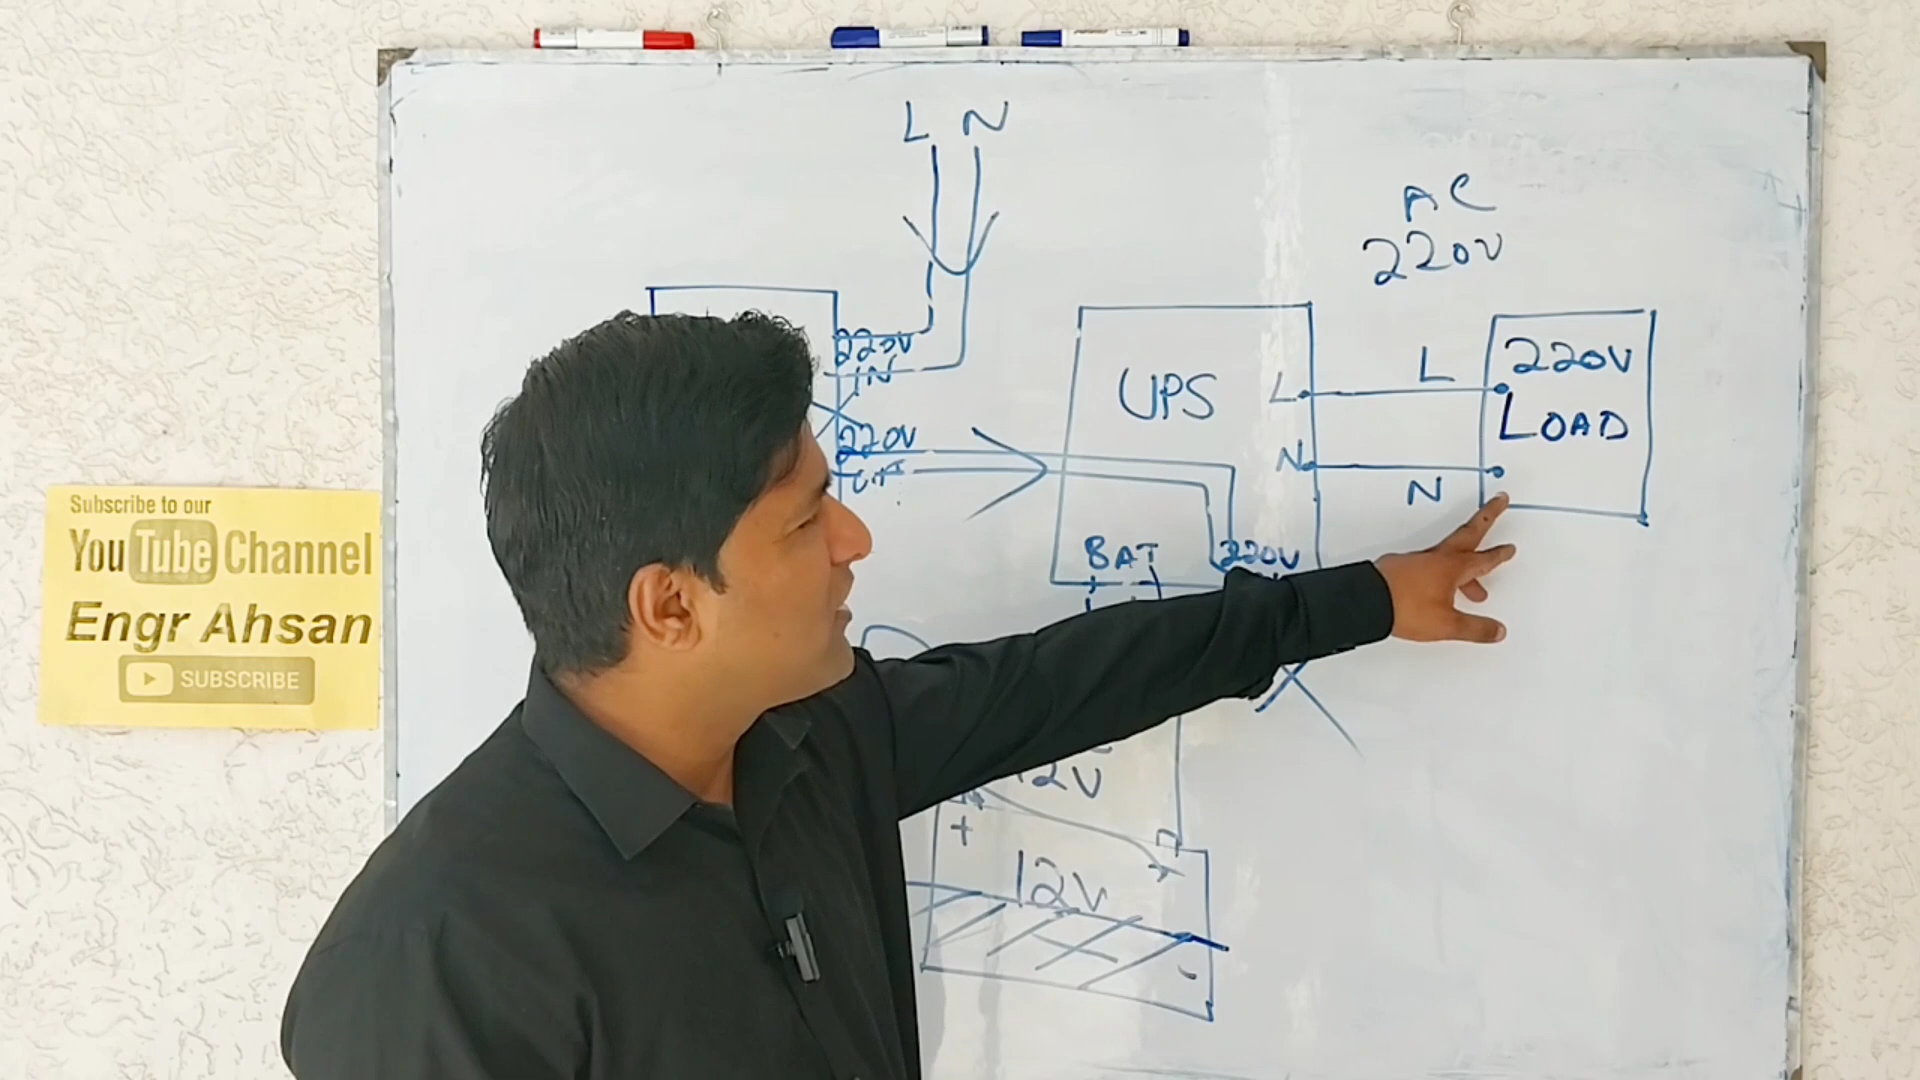 Subscribe to our
YouTube Channel
Engr Ahsan
SUBSCRIBE
L N
AC
220V
220V
IN
220V
UPS
L
N
BAT
220V
L
N
220V
LOAD
12V
+
12V
-